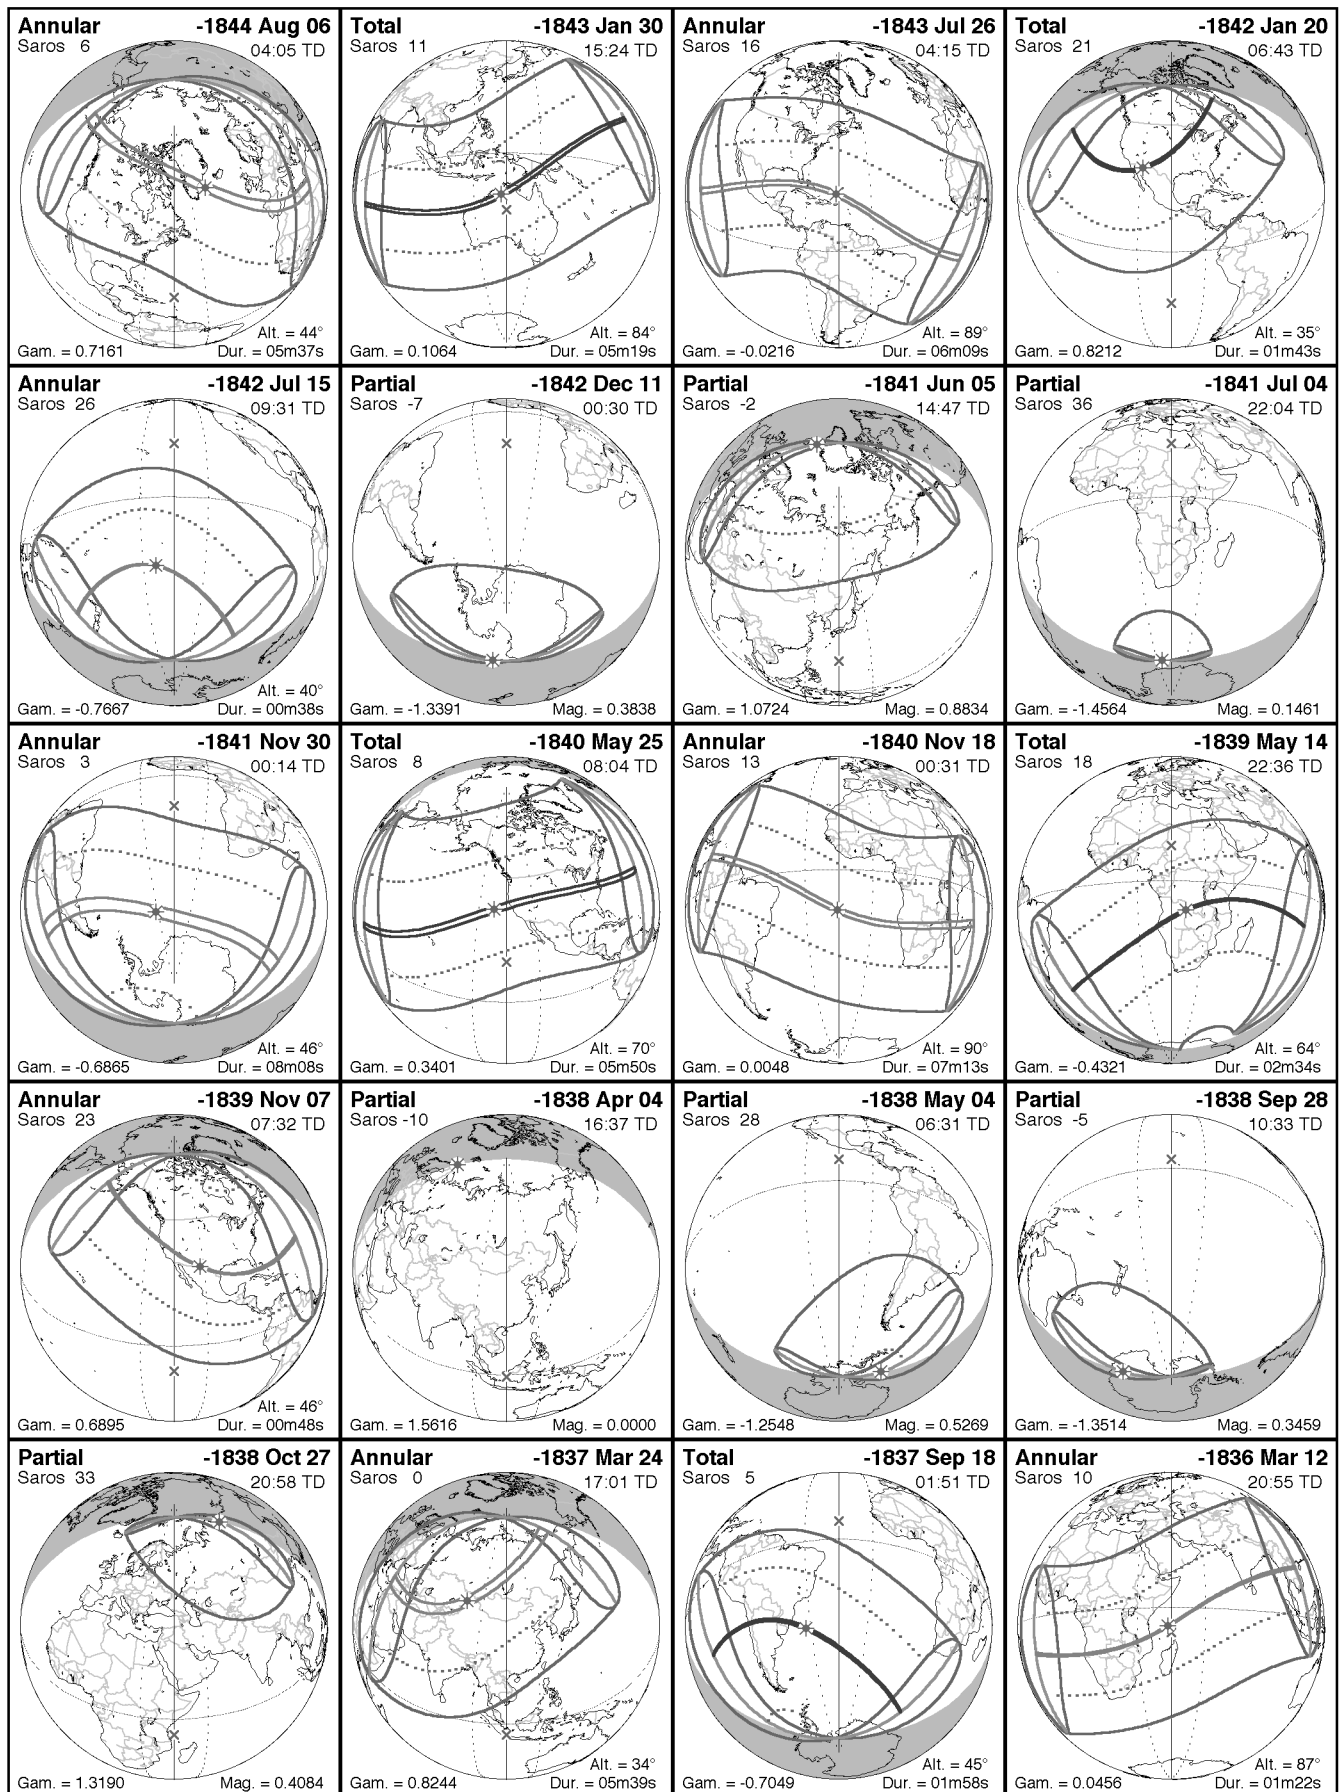 Annular -1844 Aug 06
Saros 6 04:05 TD
Alt. = 44°
Gam. = 0.7161 Dur. = 05m37s
Total -1843 Jan 30
Saros 11 15:24 TD
Alt. = 84°
Gam. = 0.1064 Dur. = 05m19s
Annular -1843 Jul 26
Saros 16 04:15 TD
Alt. = 89°
Gam. = -0.0216 Dur. = 06m09s
Total -1842 Jan 20
Saros 21 06:43 TD
Alt. = 35°
Gam. = 0.8212 Dur. = 01m43s
Annular -1842 Jul 15
Saros 26 09:31 TD
Alt. = 40°
Gam. = -0.7667 Dur. = 00m38s
Partial -1842 Dec 11
Saros -7 00:30 TD
Gam. = -1.3391 Mag. = 0.3838
Partial -1841 Jun 05
Saros -2 14:47 TD
Gam. = 1.0724 Mag. = 0.8834
Partial -1841 Jul 04
Saros 36 22:04 TD
Gam. = -1.4564 Mag. = 0.1461
Annular -1841 Nov 30
Saros 3 00:14 TD
Alt. = 46°
Gam. = -0.6865 Dur. = 08m08s
Total -1840 May 25
Saros 8 08:04 TD
Alt. = 70°
Gam. = 0.3401 Dur. = 05m50s
Annular -1840 Nov 18
Saros 13 00:31 TD
Alt. = 90°
Gam. = 0.0048 Dur. = 07m13s
Total -1839 May 14
Saros 18 22:36 TD
Alt. = 64°
Gam. = -0.4321 Dur. = 02m34s
Annular -1839 Nov 07
Saros 23 07:32 TD
Alt. = 46°
Gam. = 0.6895 Dur. = 00m48s
Partial -1838 Apr 04
Saros -10 16:37 TD
Gam. = 1.5616 Mag. = 0.0000
Partial -1838 May 04
Saros 28 06:31 TD
Gam. = -1.2548 Mag. = 0.5269
Partial -1838 Sep 28
Saros -5 10:33 TD
Gam. = -1.3514 Mag. = 0.3459
Partial -1838 Oct 27
Saros 33 20:58 TD
Gam. = 1.3190 Mag. = 0.4084
Annular -1837 Mar 24
Saros 0 17:01 TD
Alt. = 34°
Gam. = 0.8244 Dur. = 05m39s
Total -1837 Sep 18
Saros 5 01:51 TD
Alt. = 45°
Gam. = -0.7049 Dur. = 01m58s
Annular -1836 Mar 12
Saros 10 20:55 TD
Alt. = 87°
Gam. = 0.0456 Dur. = 01m22s